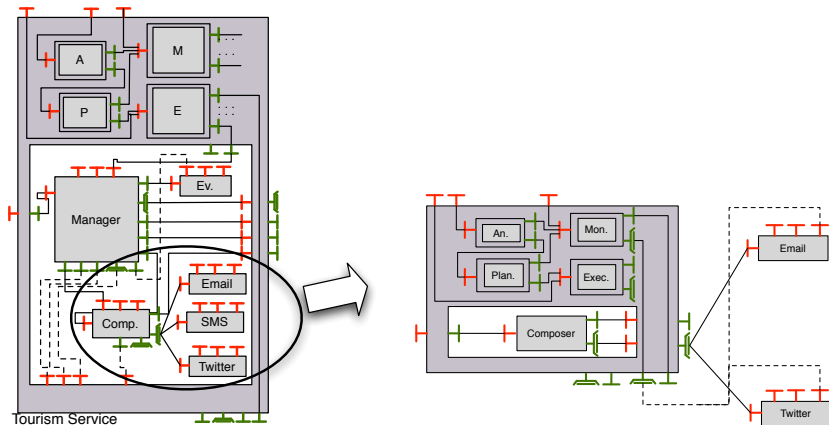 A
M
P
E
Manager
Ev.
Email
Comp.
SMS
Twitter
Tourism Service
An.
Mon.
Plan.
Exec.
Composer
Email
Twitter